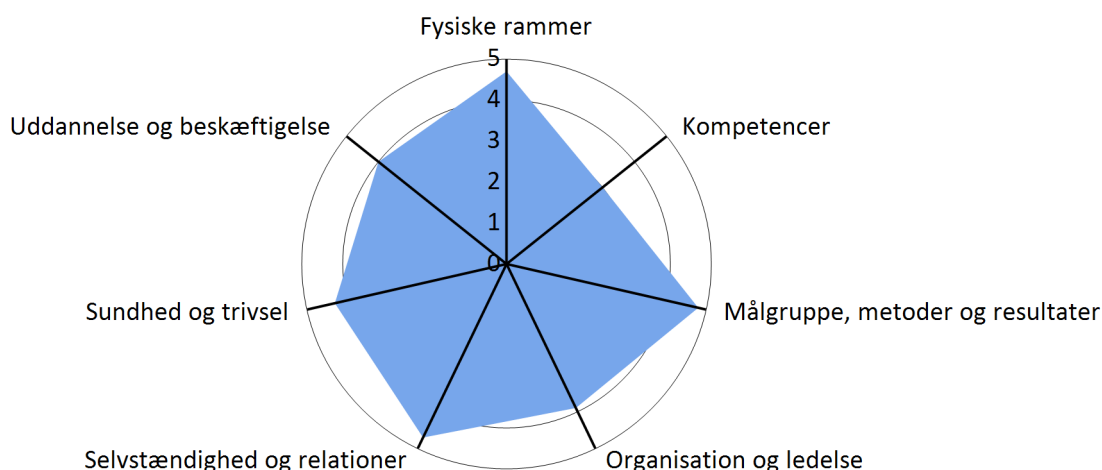 Fysiske rammer
5
4
3
2
1
0
Uddannelse og beskæftigelse
Kompetencer
Sundhed og trivsel
Målgruppe, metoder og resultater
Selvstændighed og relationer
Organisation og ledelse